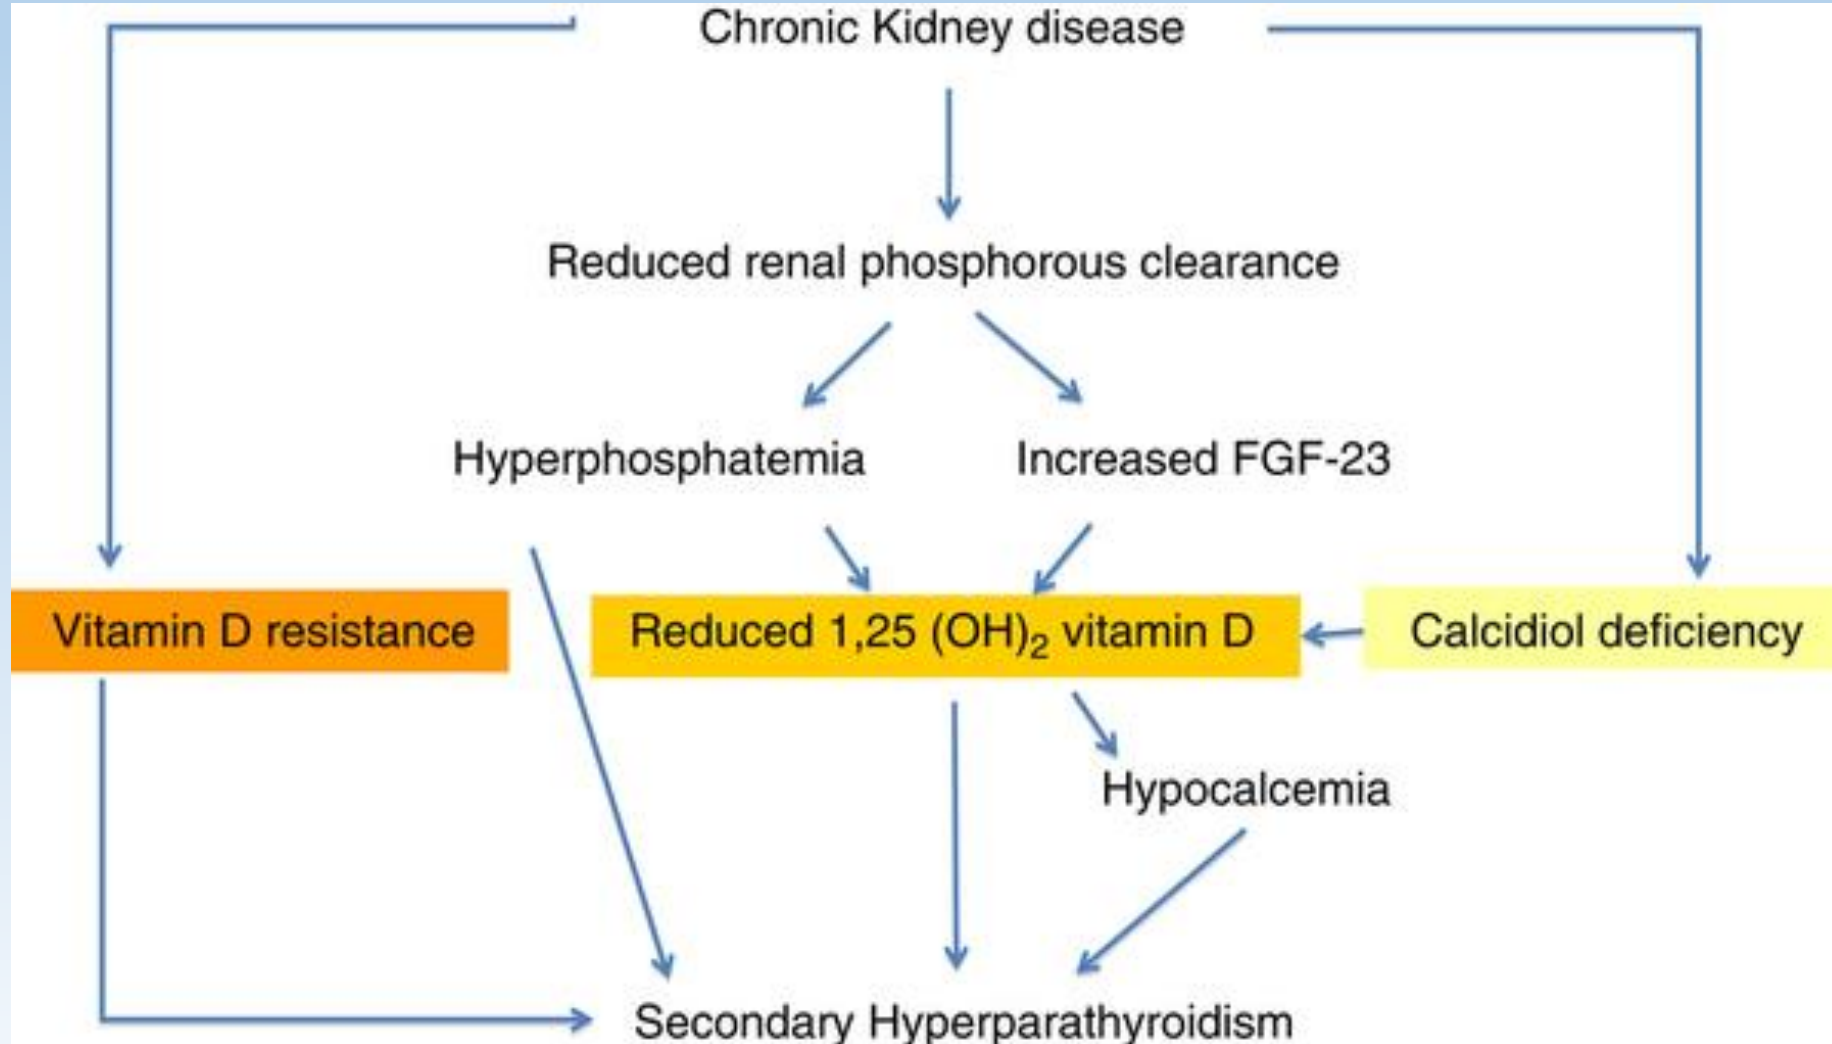 Chronic Kidney disease
Reduced renal phosphorous clearance
Hyperphosphatemia
Increased FGF-23
Vitamin D resistance
Reduced 1,25 (OH)₂ vitamin D
Calcidiol deficiency
Hypocalcemia
Secondary Hyperparathyroidism